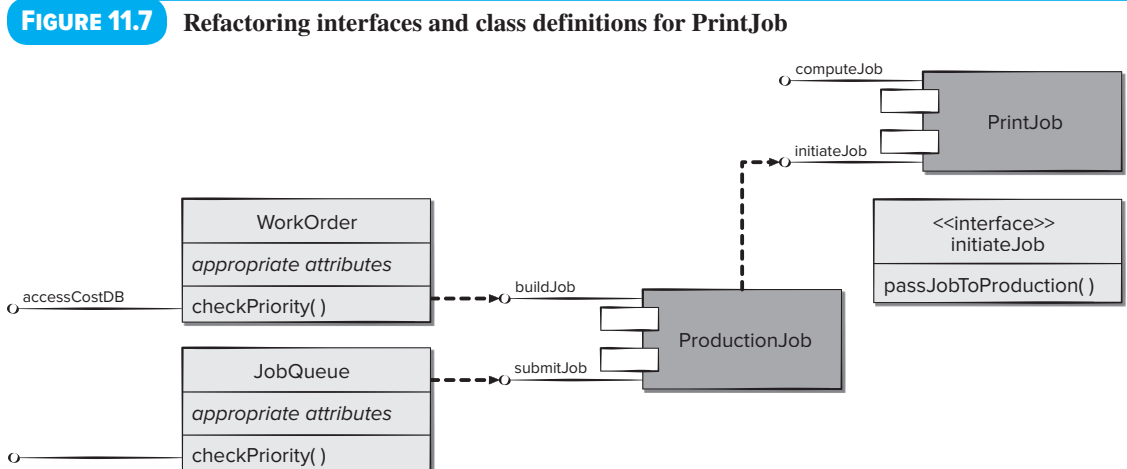 FIGURE 11.7 Refactoring interfaces and class definitions for PrintJob
computeJob
PrintJob
initiateJob
<<interface>>
initiateJob
passJobToProduction( )
WorkOrder
appropriate attributes
checkPriority( )
accessCostDB
buildJob
ProductionJob
submitJob
JobQueue
appropriate attributes
checkPriority( )